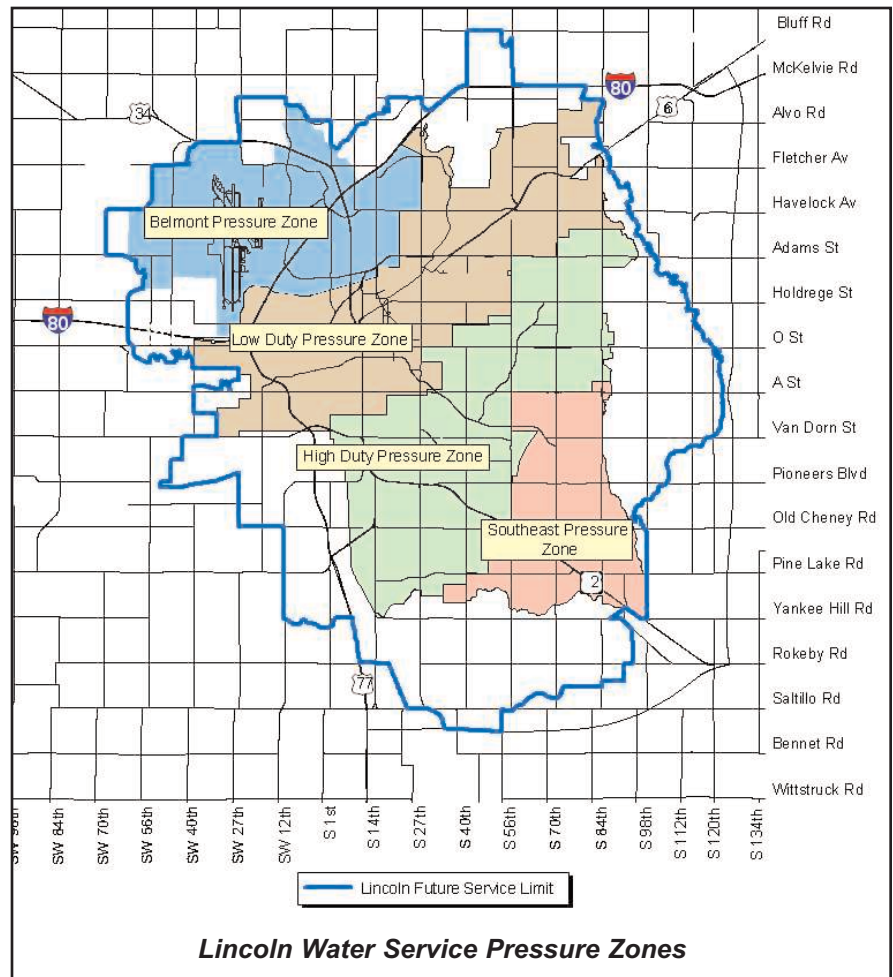 Bluff Rd
McKelvie Rd
Alvo Rd
Fletcher Av
Havelock Av
Adams St
Holdrege St
O St
A St
Van Dorn St
Pioneers Blvd
Old Cheney Rd
Pine Lake Rd
Yankee Hill Rd
Rokeby Rd
Saltillo Rd
Bennet Rd
Wittstruck Rd
34
80
6
Belmont Pressure Zone
80
Low Duty Pressure Zone
High Duty Pressure Zone
Southeast Pressure
Zone
2
77
SW 84th
SW 70th
SW 56th
SW 40th
SW 27th
SW 12th
S 1st
S 14th
S 27th
S 40th
S 56th
S 70th
S 84th
S 98th
S 112th
S 120th
S 134th
Lincoln Future Service Limit
Lincoln Water Service Pressure Zones